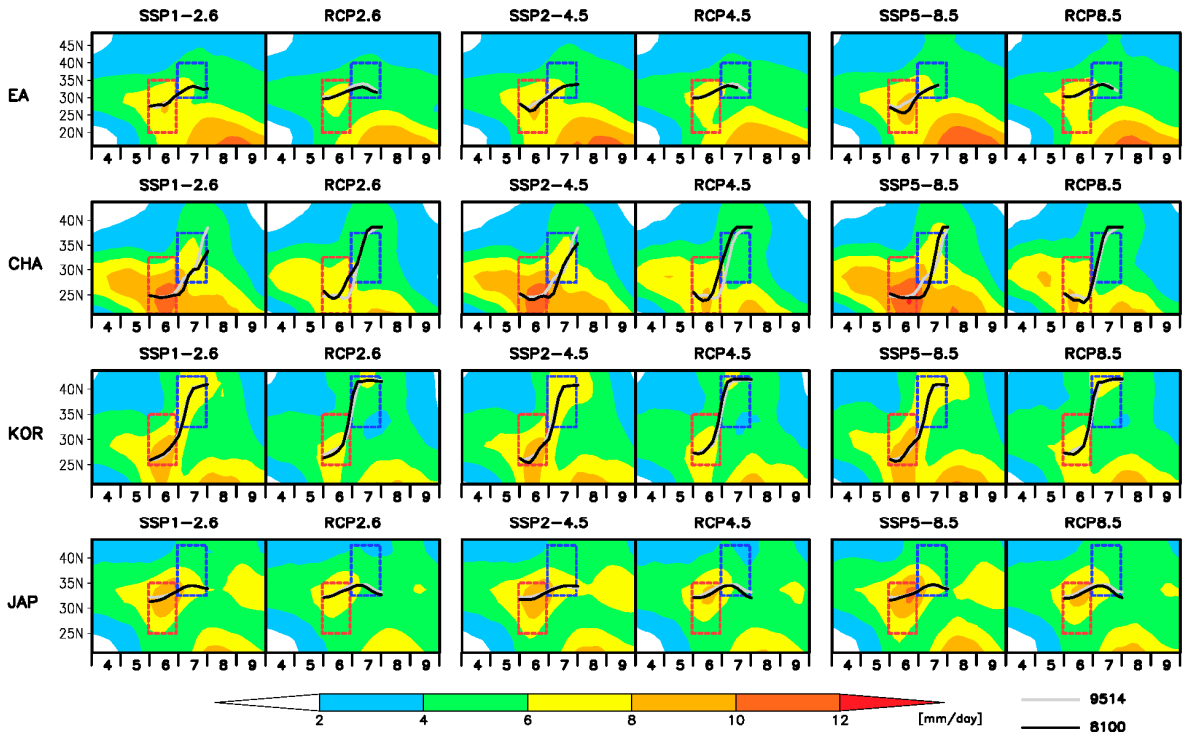 SSP1-2.6 RCP2.6 SSP2-4.5 RCP4.5 SSP5-8.5 RCP8.5
45N
40N
35N
EA
30N
25N
20N
4 5 6 7 8 9 4 5 6 7 8 9 4 5 6 7 8 9 4 5 6 7 8 9 4 5 6 7 8 9 4 5 6 7 8 9
SSP1-2.6 RCP2.6 SSP2-4.5 RCP4.5 SSP5-8.5 RCP8.5
40N
35N
CHA
30N
25N
4 5 6 7 8 9 4 5 6 7 8 9 4 5 6 7 8 9 4 5 6 7 8 9 4 5 6 7 8 9 4 5 6 7 8 9
SSP1-2.6 RCP2.6 SSP2-4.5 RCP4.5 SSP5-8.5 RCP8.5
40N
35N
KOR
30N
25N
4 5 6 7 8 9 4 5 6 7 8 9 4 5 6 7 8 9 4 5 6 7 8 9 4 5 6 7 8 9 4 5 6 7 8 9
SSP1-2.6 RCP2.6 SSP2-4.5 RCP4.5 SSP5-8.5 RCP8.5
40N
35N
JAP
30N
25N
4 5 6 7 8 9 4 5 6 7 8 9 4 5 6 7 8 9 4 5 6 7 8 9 4 5 6 7 8 9 4 5 6 7 8 9
2 4 6 8 10 12 [mm/day]
9514
8100